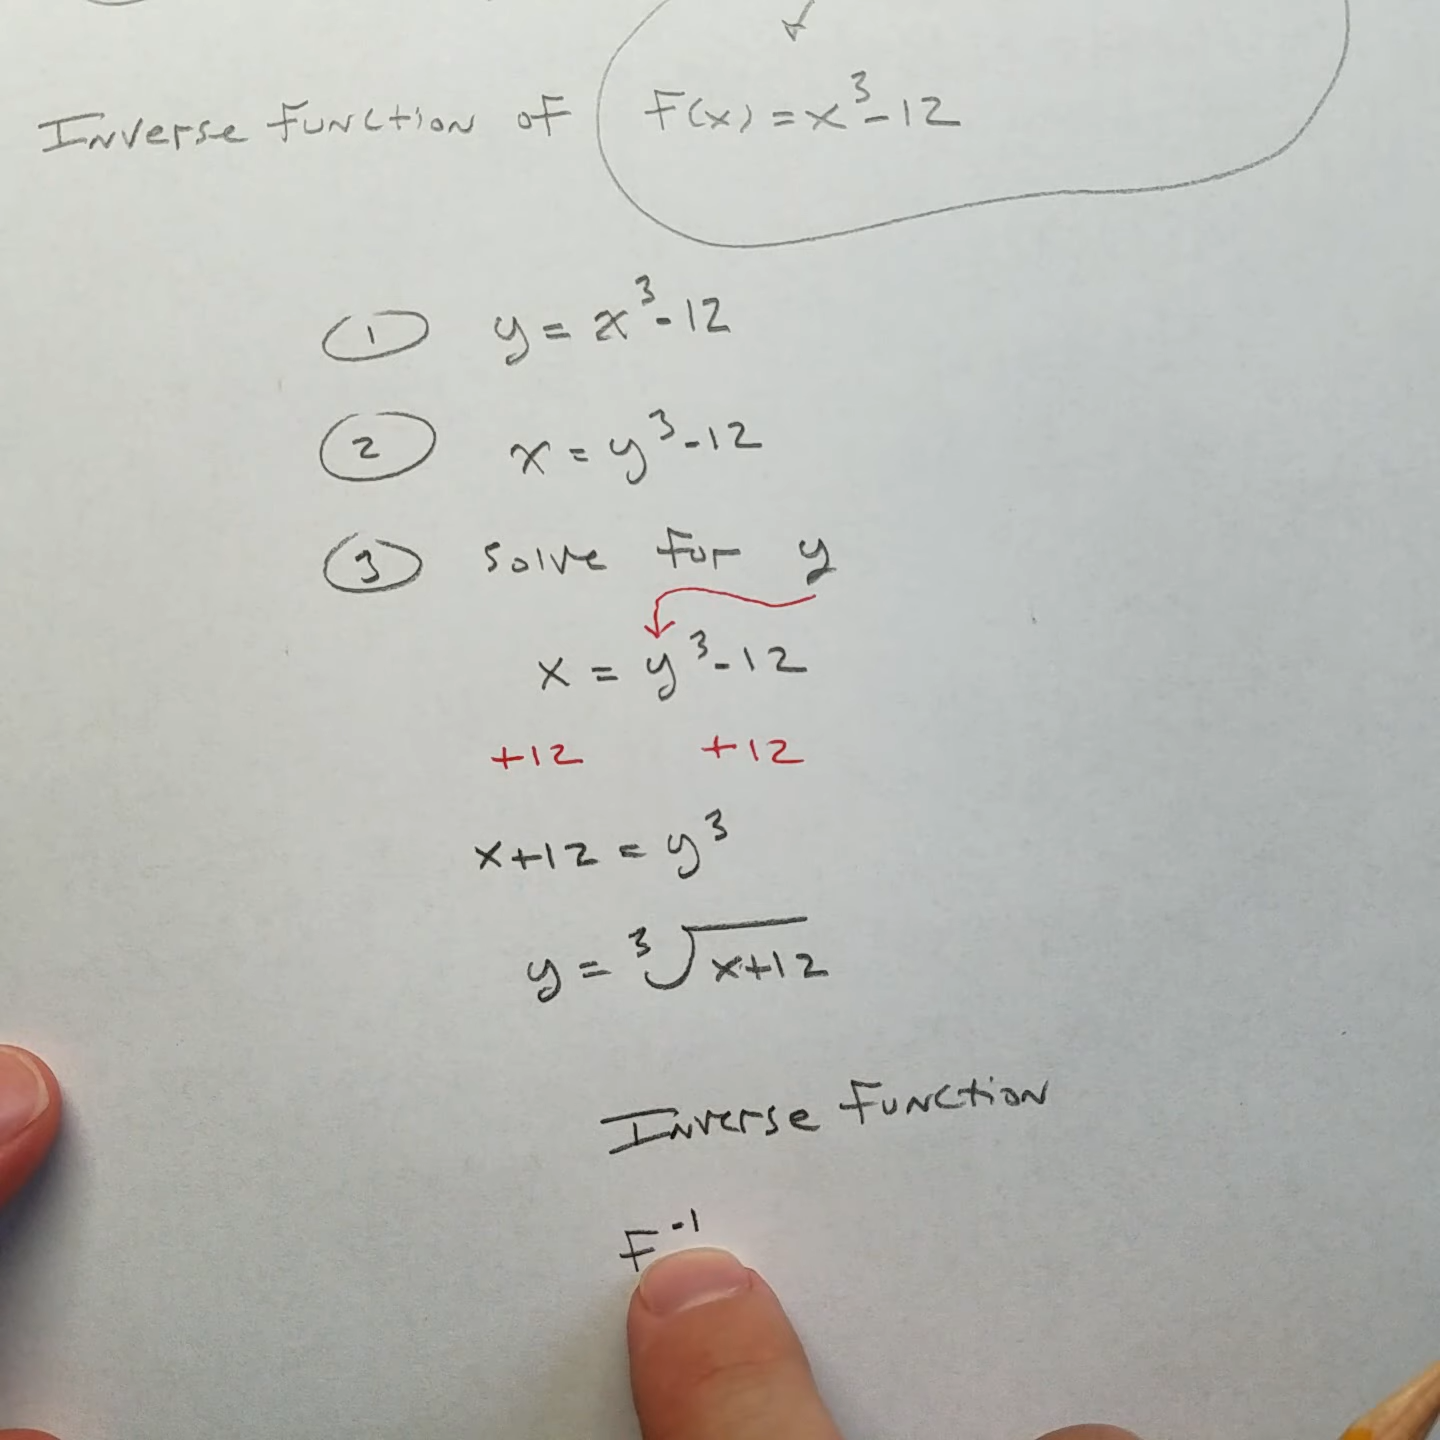 Inverse Function of F(x) = x³ - 12
① y = x³ - 12
② x = y³ - 12
③ Solve for y
x = y³ - 12
+12 +12
x + 12 = y³
y = ³√(x+12)
Inverse Function
F⁻¹